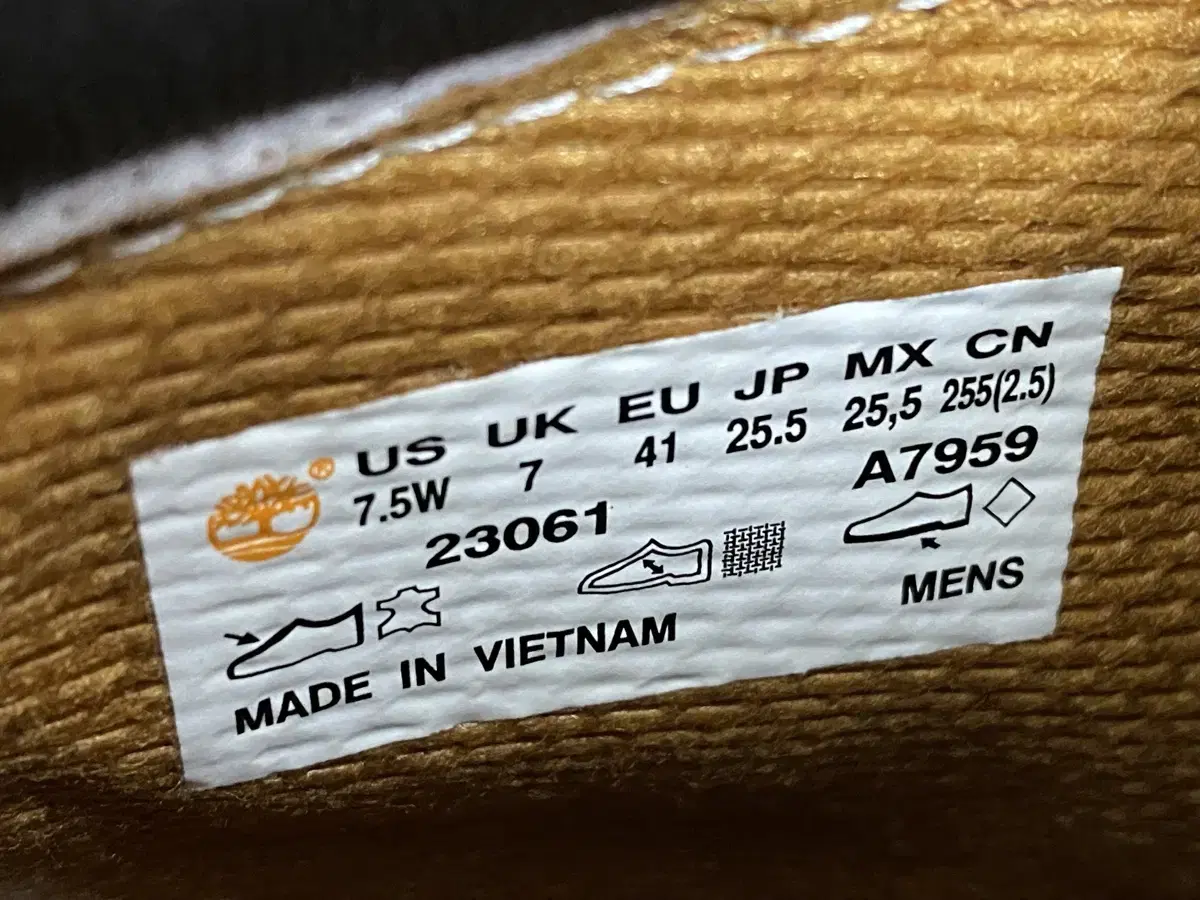 US UK EU JP MX CN
7.5W 7 41 25.5 25,5 255(2.5)
23061 A7959
MENS
MADE IN VIETNAM